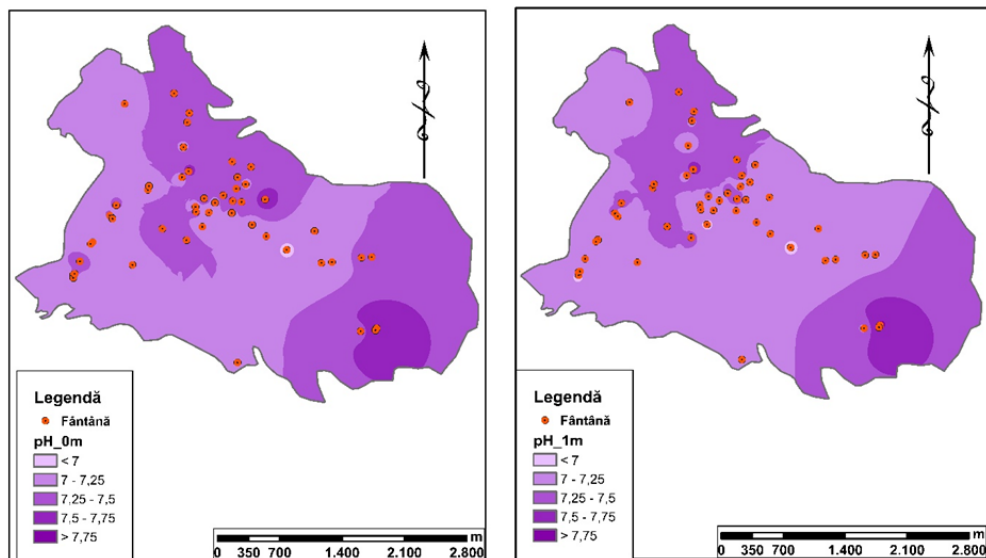 Legendă
Fântână
pH_0m
< 7
7 - 7,25
7,25 - 7,5
7,5 - 7,75
> 7,75
m
0 350 700 1.400 2.100 2.800
Legendă
Fântână
pH_1m
< 7
7 - 7,25
7,25 - 7,5
7,5 - 7,75
> 7,75
m
0 350 700 1.400 2.100 2.800